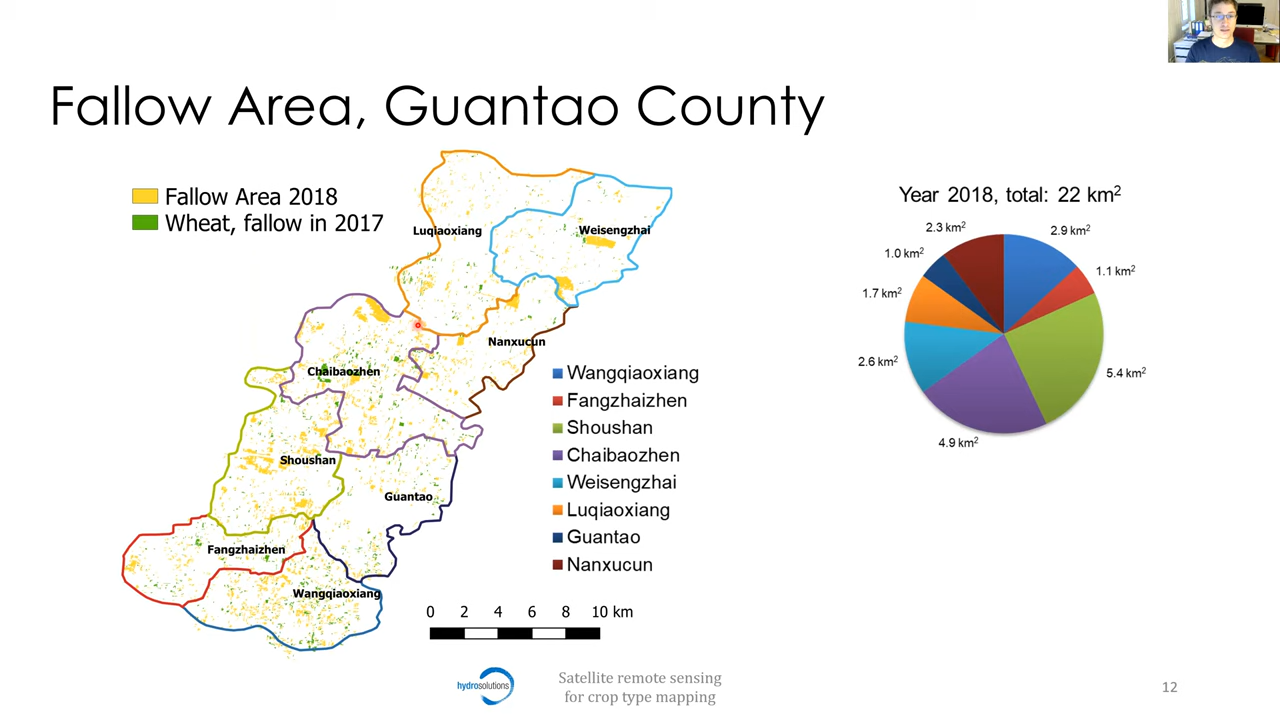 Fallow Area, Guantao County
Fallow Area 2018
Wheat, fallow in 2017
Luqiaoxiang
Weisengzhai
Nanxucun
Chaibaozhen
Shoushan
Guantao
Fangzhaizhen
Wangqiaoxiang
Wangqiaoxiang
Fangzhaizhen
Shoushan
Chaibaozhen
Weisengzhai
Luqiaoxiang
Guantao
Nanxucun
0 2 4 6 8 10 km
Year 2018, total: 22 km²
2.9 km²
1.1 km²
5.4 km²
4.9 km²
2.6 km²
1.7 km²
1.0 km²
2.3 km²
hydrosolutions
Satellite remote sensing
for crop type mapping
12